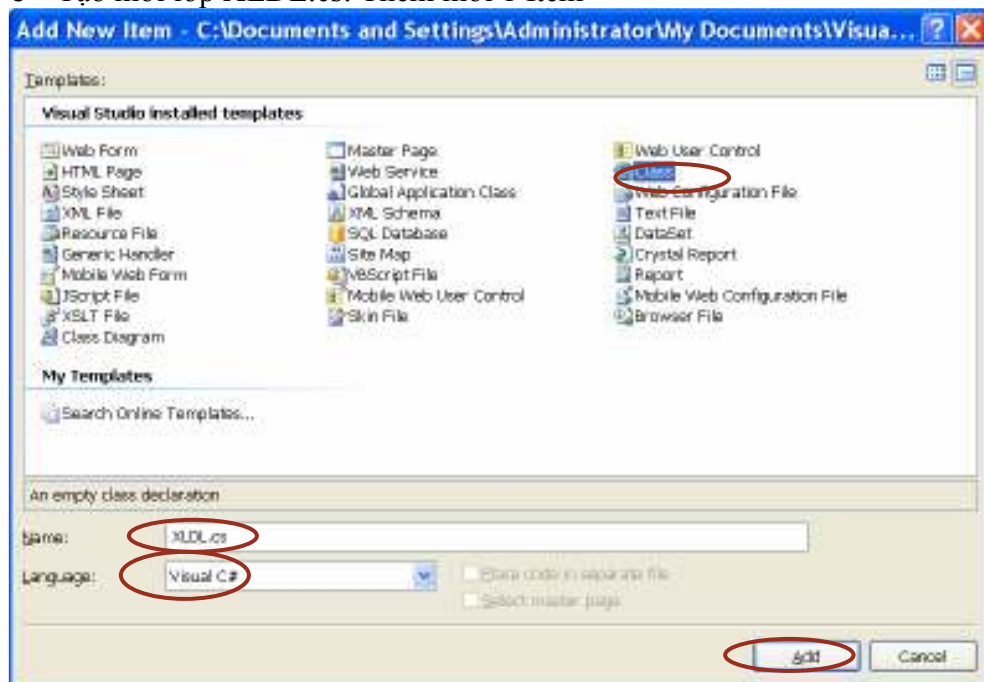 Add New Item - C:\Documents and Settings\Administrator\My Documents\Visua...
Templates:
Visual Studio installed templates
Web Form
HTML Page
Style Sheet
XML File
Resource File
Generic Handler
Mobile Web Form
JScript File
XSLT File
Class Diagram
Master Page
Web Service
Global Application Class
XML Schema
SQL Database
Site Map
VBScript File
Mobile Web User Control
Skin File
Web User Control
Class
Web Configuration File
Text File
DataSet
Crystal Report
Report
Mobile Web Configuration File
Browser File
My Templates
Search Online Templates...
An empty class declaration
Name: XLDL.cs
Language: Visual C#
Place code in separate file
Select master page
Add Cancel